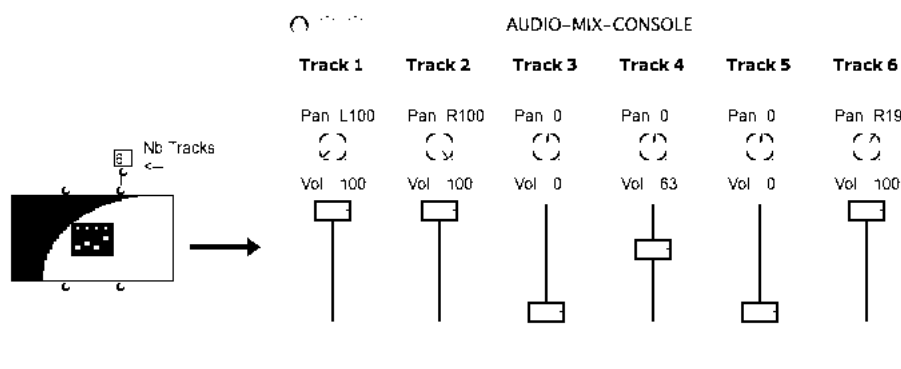 AUDIO-MIX-CONSOLE
Track 1 Track 2 Track 3 Track 4 Track 5 Track 6
Pan L100 Pan R100 Pan 0 Pan 0 Pan 0 Pan R19
6 Nb Tracks
<--
Vol 100 Vol 100 Vol 0 Vol 63 Vol 0 Vol 100